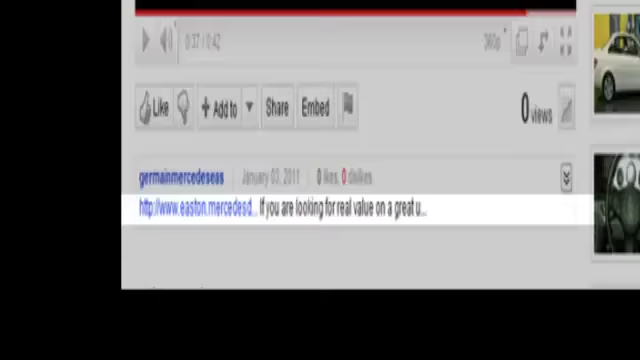 0:37 / 0:42 360p
Like Add to Share Embed 0 views
germainmercedeseas January 03, 2011 0 likes, 0 dislikes
http://www.easton.mercedesd... If you are looking for real value on a great u...